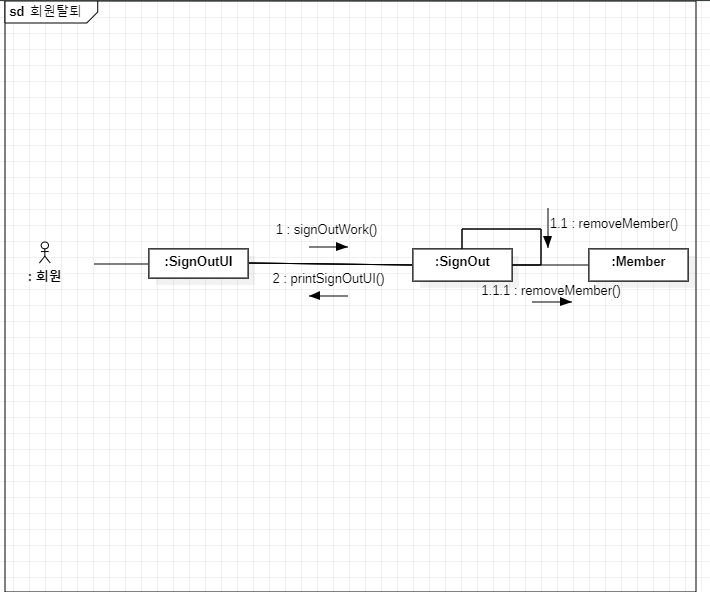 sd 회원탈퇴
1 : signOutWork()
1.1 : removeMember()
: 회원
:SignOutUI
:SignOut
:Member
2 : printSignOutUI()
1.1.1 : removeMember()